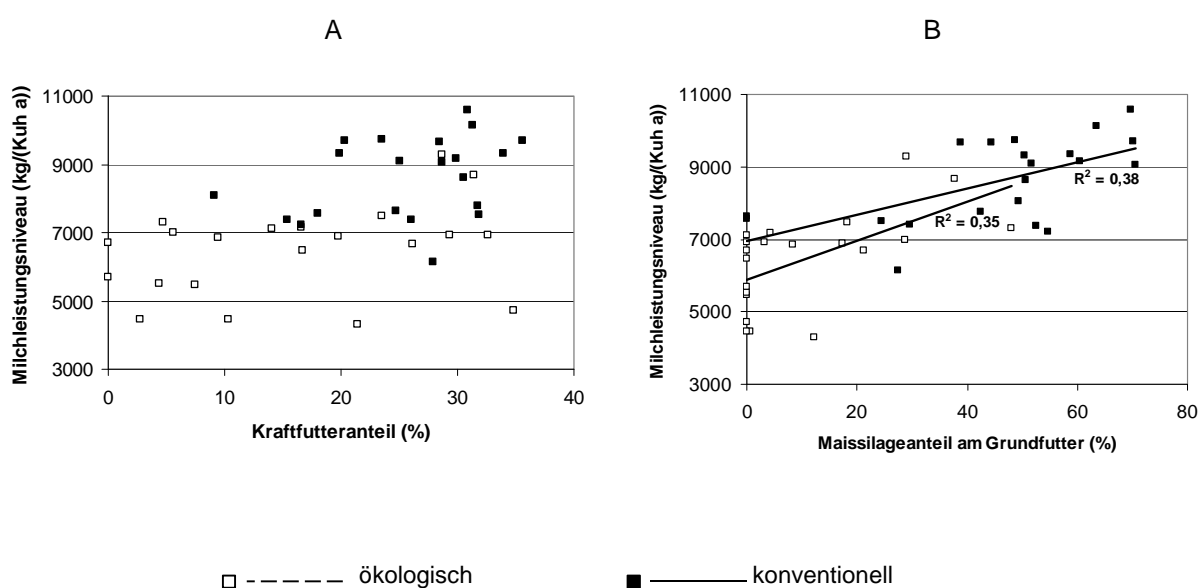 A
B
Milchleistungsniveau (kg/(Kuh a))
11000
9000
7000
5000
3000
0
10
20
30
40
Kraftfutteranteil (%)
Milchleistungsniveau (kg/(Kuh a))
11000
9000
7000
5000
3000
R² = 0,38
R² = 0,35
0
20
40
60
80
Maissilageanteil am Grundfutter (%)
ökologisch
konventionell